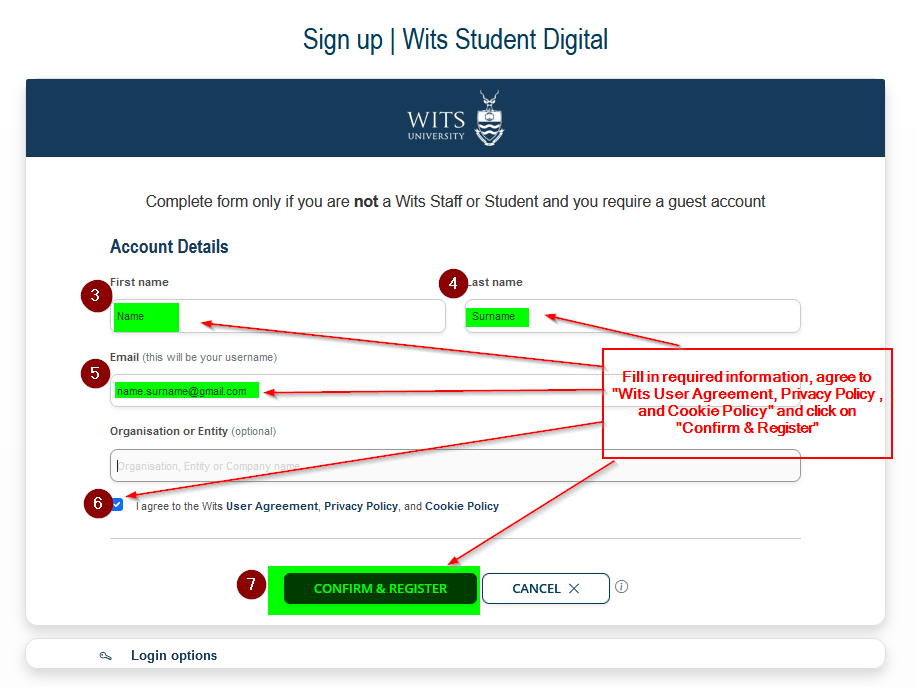 Sign up | Wits Student Digital
WITS
UNIVERSITY
Complete form only if you are not a Wits Staff or Student and you require a guest account
Account Details
3
First name
4
Last name
Name
Surname
5
Email (this will be your username)
name.surname@gmail.com
Fill in required information, agree to
"Wits User Agreement, Privacy Policy ,
and Cookie Policy" and click on
"Confirm & Register"
Organisation or Entity (optional)
Organisation, Entity or Company name
6
I agree to the Wits User Agreement, Privacy Policy, and Cookie Policy
7
CONFIRM & REGISTER
CANCEL
Login options